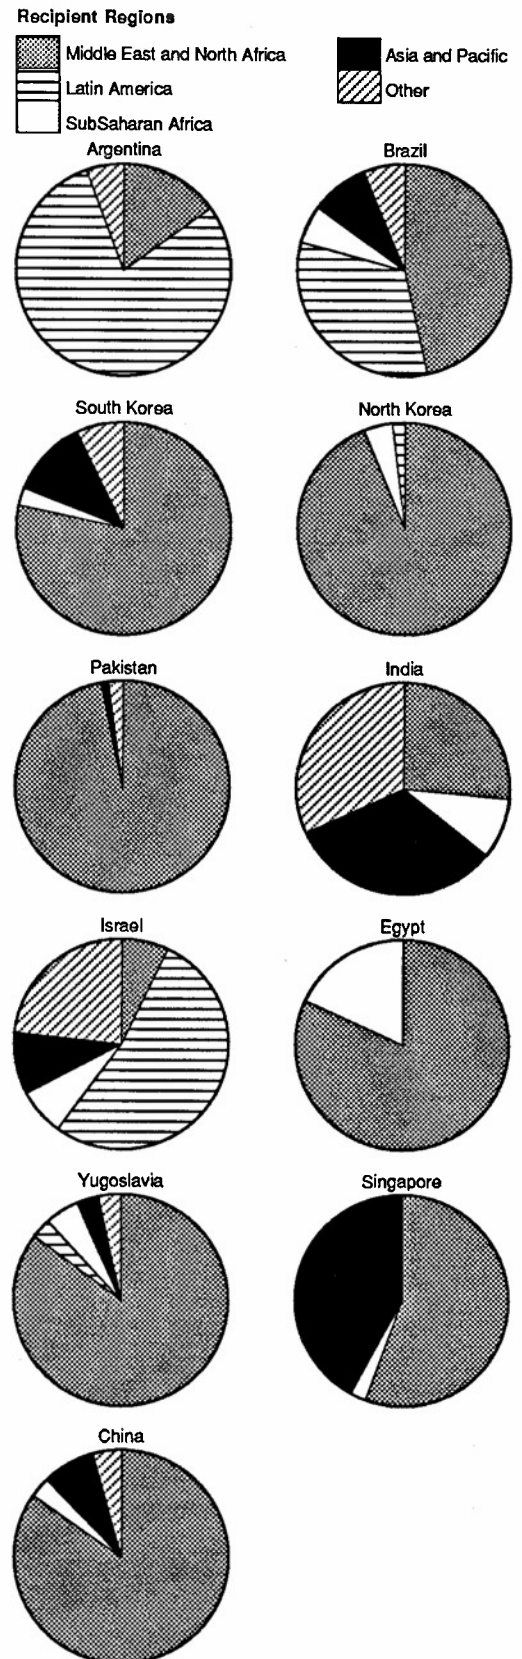 Recipient Regions
Middle East and North Africa
Asia and Pacific
Latin America
Other
SubSaharan Africa
Argentina
Brazil
South Korea
North Korea
Pakistan
India
Israel
Egypt
Yugoslavia
Singapore
China